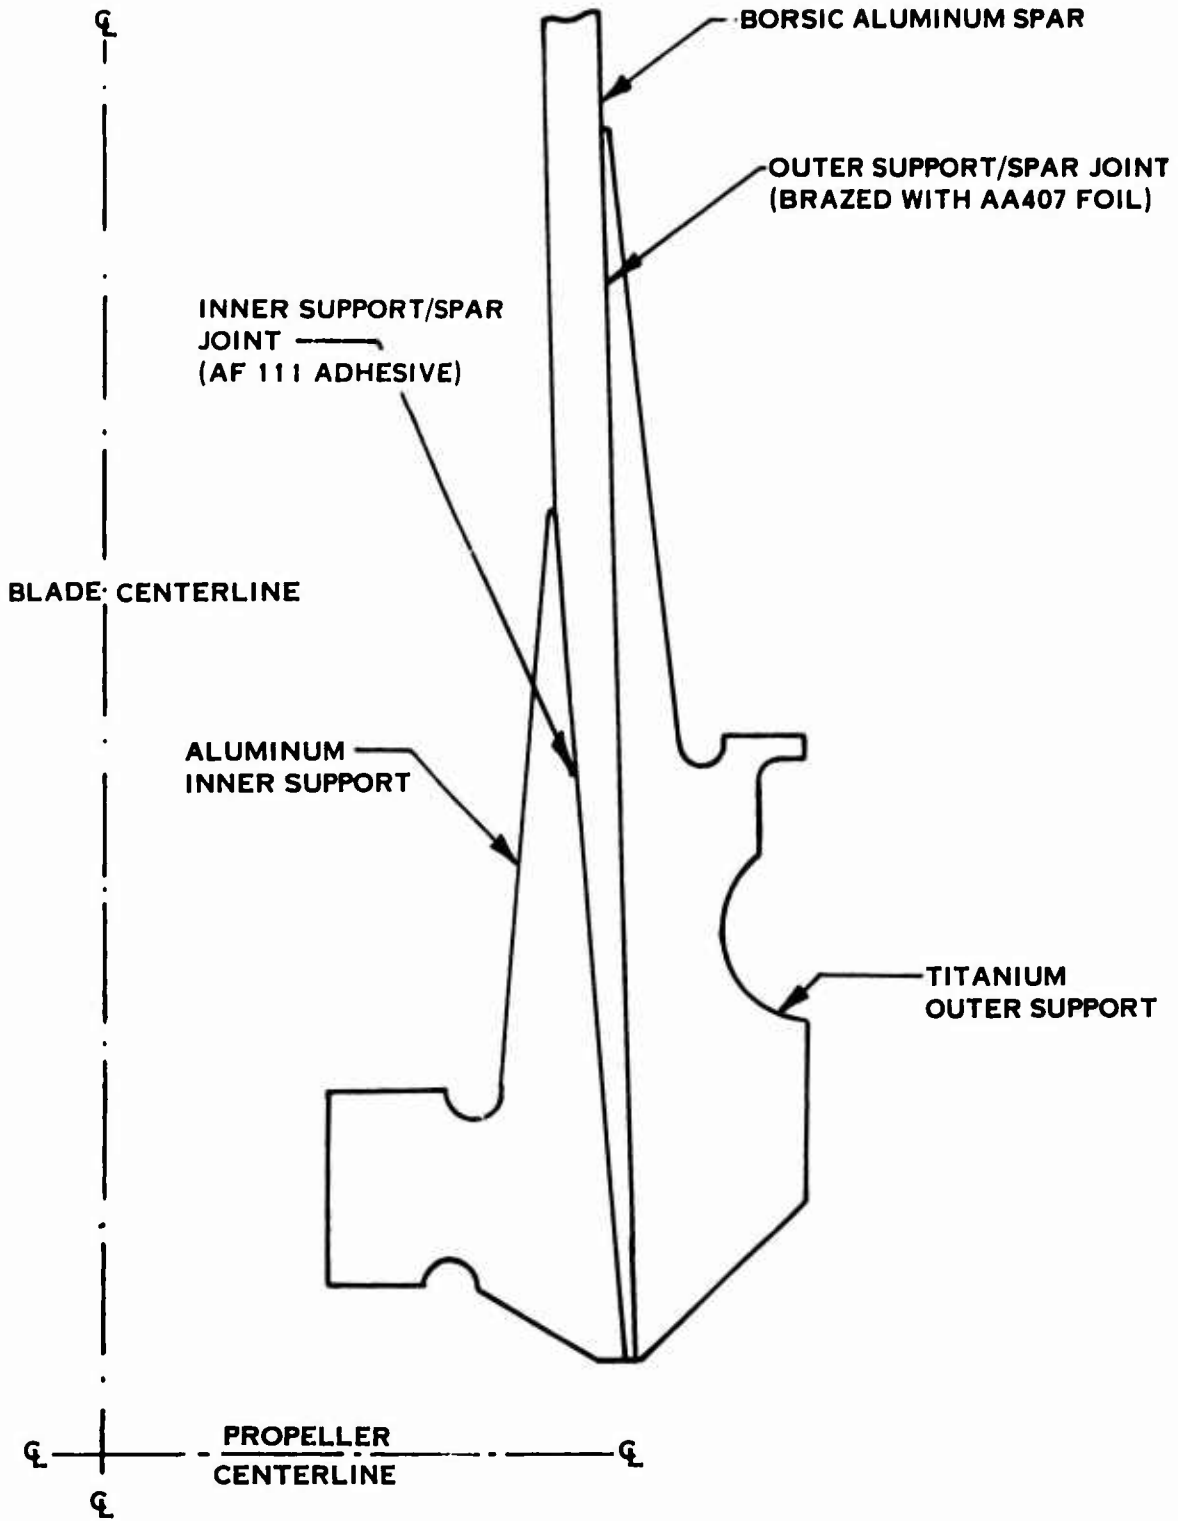 ℄
BORSIC ALUMINUM SPAR
OUTER SUPPORT/SPAR JOINT
(BRAZED WITH AA407 FOIL)
INNER SUPPORT/SPAR
JOINT
(AF 111 ADHESIVE)
BLADE CENTERLINE
ALUMINUM
INNER SUPPORT
TITANIUM
OUTER SUPPORT
℄ PROPELLER ℄
CENTERLINE
℄